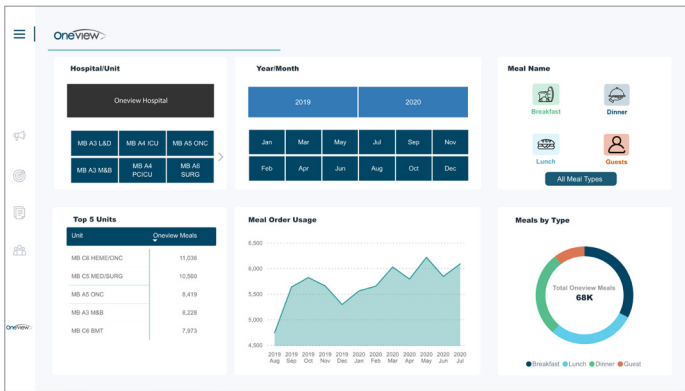 Oneview
Hospital/Unit
Oneview Hospital
MB A3 L&D
MB A4 ICU
MB A5 ONC
MB A3 M&B
MB A4
PCICU
MB A6
SURG
Year/Month
2019
2020
Jan
Mar
May
Jul
Sep
Nov
Feb
Apr
Jun
Aug
Oct
Dec
Meal Name
Breakfast
Dinner
Lunch
Guests
All Meal Types
Top 5 Units
Unit
Oneview Meals
MB C6 HEME/ONC 11,036
MB C5 MED/SURG 10,560
MB A5 ONC 8,419
MB A3 M&B 8,228
MB C6 BMT 7,973
Meal Order Usage
6,500
6,000
5,500
5,000
4,500
2019 2019 2019 2019 2019 2020 2020 2020 2020 2020 2020 2020
Aug Sep Oct Nov Dec Jan Feb Mar Apr May Jun Jul
Meals by Type
Total Oneview Meals
68K
Breakfast Lunch Dinner Guest
Oneview